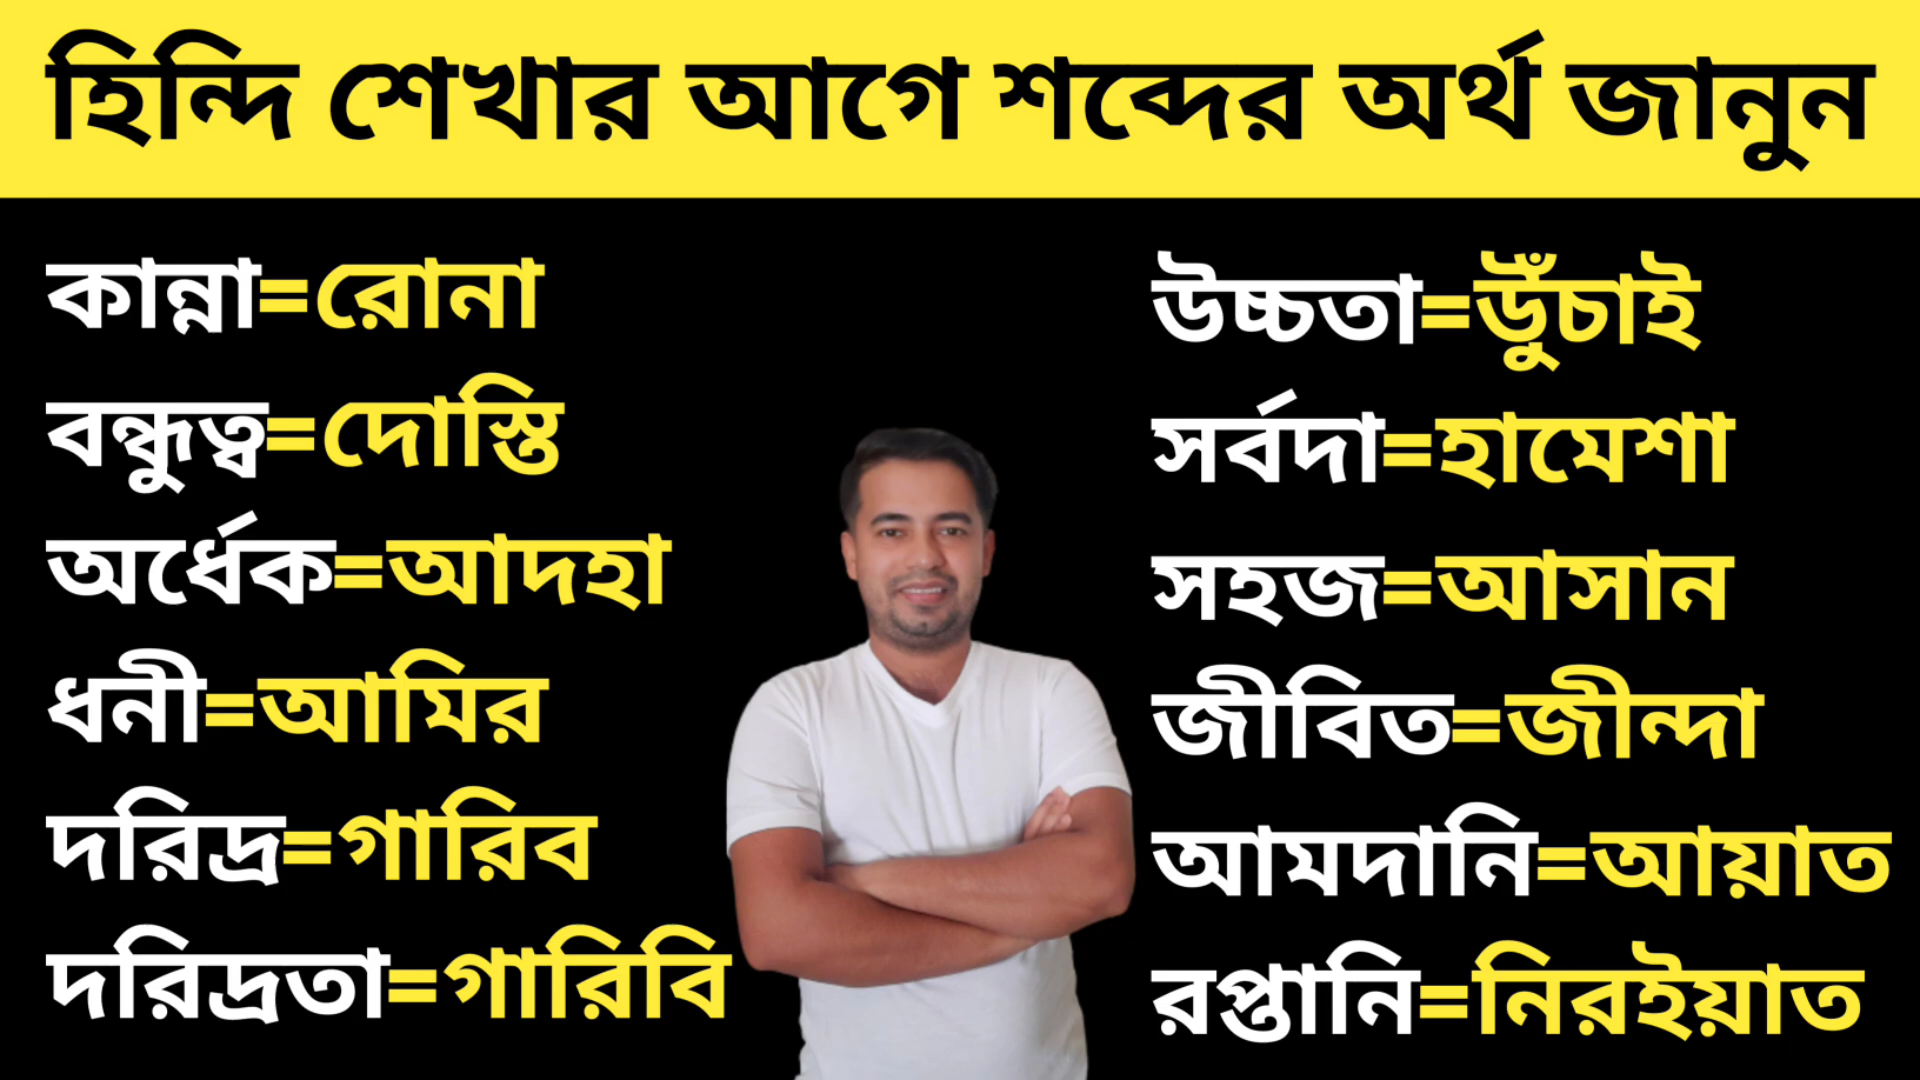 হিন্দি শেখার আগে শব্দের অর্থ জানুন
কান্না=রোনা
বন্ধুত্ব=দোস্তি
অর্ধেক=আদহা
ধনী=আমির
দরিদ্র=গারিব
দরিদ্রতা=গারিবি
উচ্চতা=ড়ুঁচাই
সর্বদা=হামেশা
সহজ=আসান
জীবিত=জীন্দা
আমদানি=আয়াত
রপ্তানি=নিরইয়াত